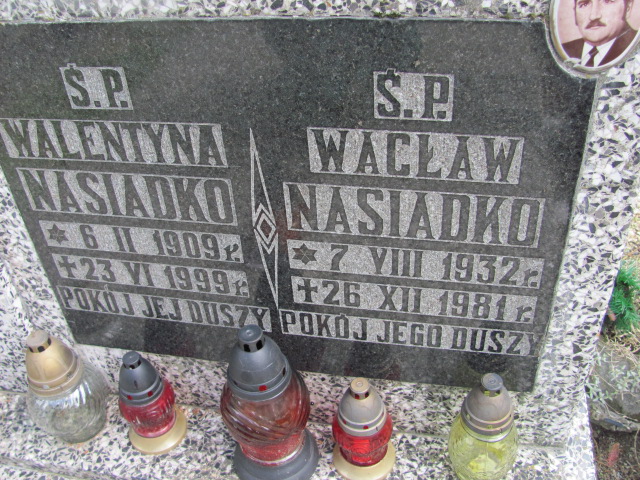 Ś.P.
WALENTYNA
NASIADKO
* 6 II 1909 r.
+ 23 VI 1999 r.
POKÓJ JEJ DUSZY
Ś.P.
WACŁAW
NASIADKO
* 7 VIII 1932 r.
+ 26 XII 1981 r.
POKÓJ JEGO DUSZY